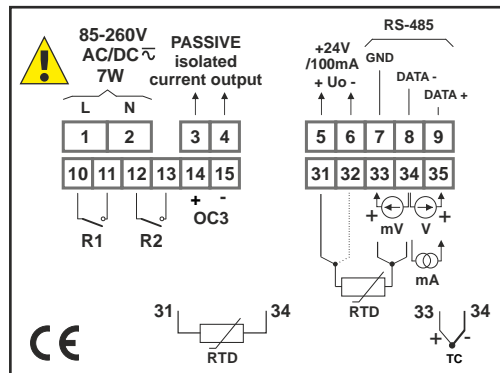 85-260V
AC/DC
7W
L N
PASSIVE
isolated
current output
+24V
/100mA
+ Uo -
RS-485
GND
DATA -
DATA +
1 2 3 4
5 6 7 8 9
10 11 12 13 14 15
31 32 33 34 35
R1
R2
+ -
OC3
+ mV
V +
mA
RTD
31 34
RTD
33 34
+ -
TC
CE